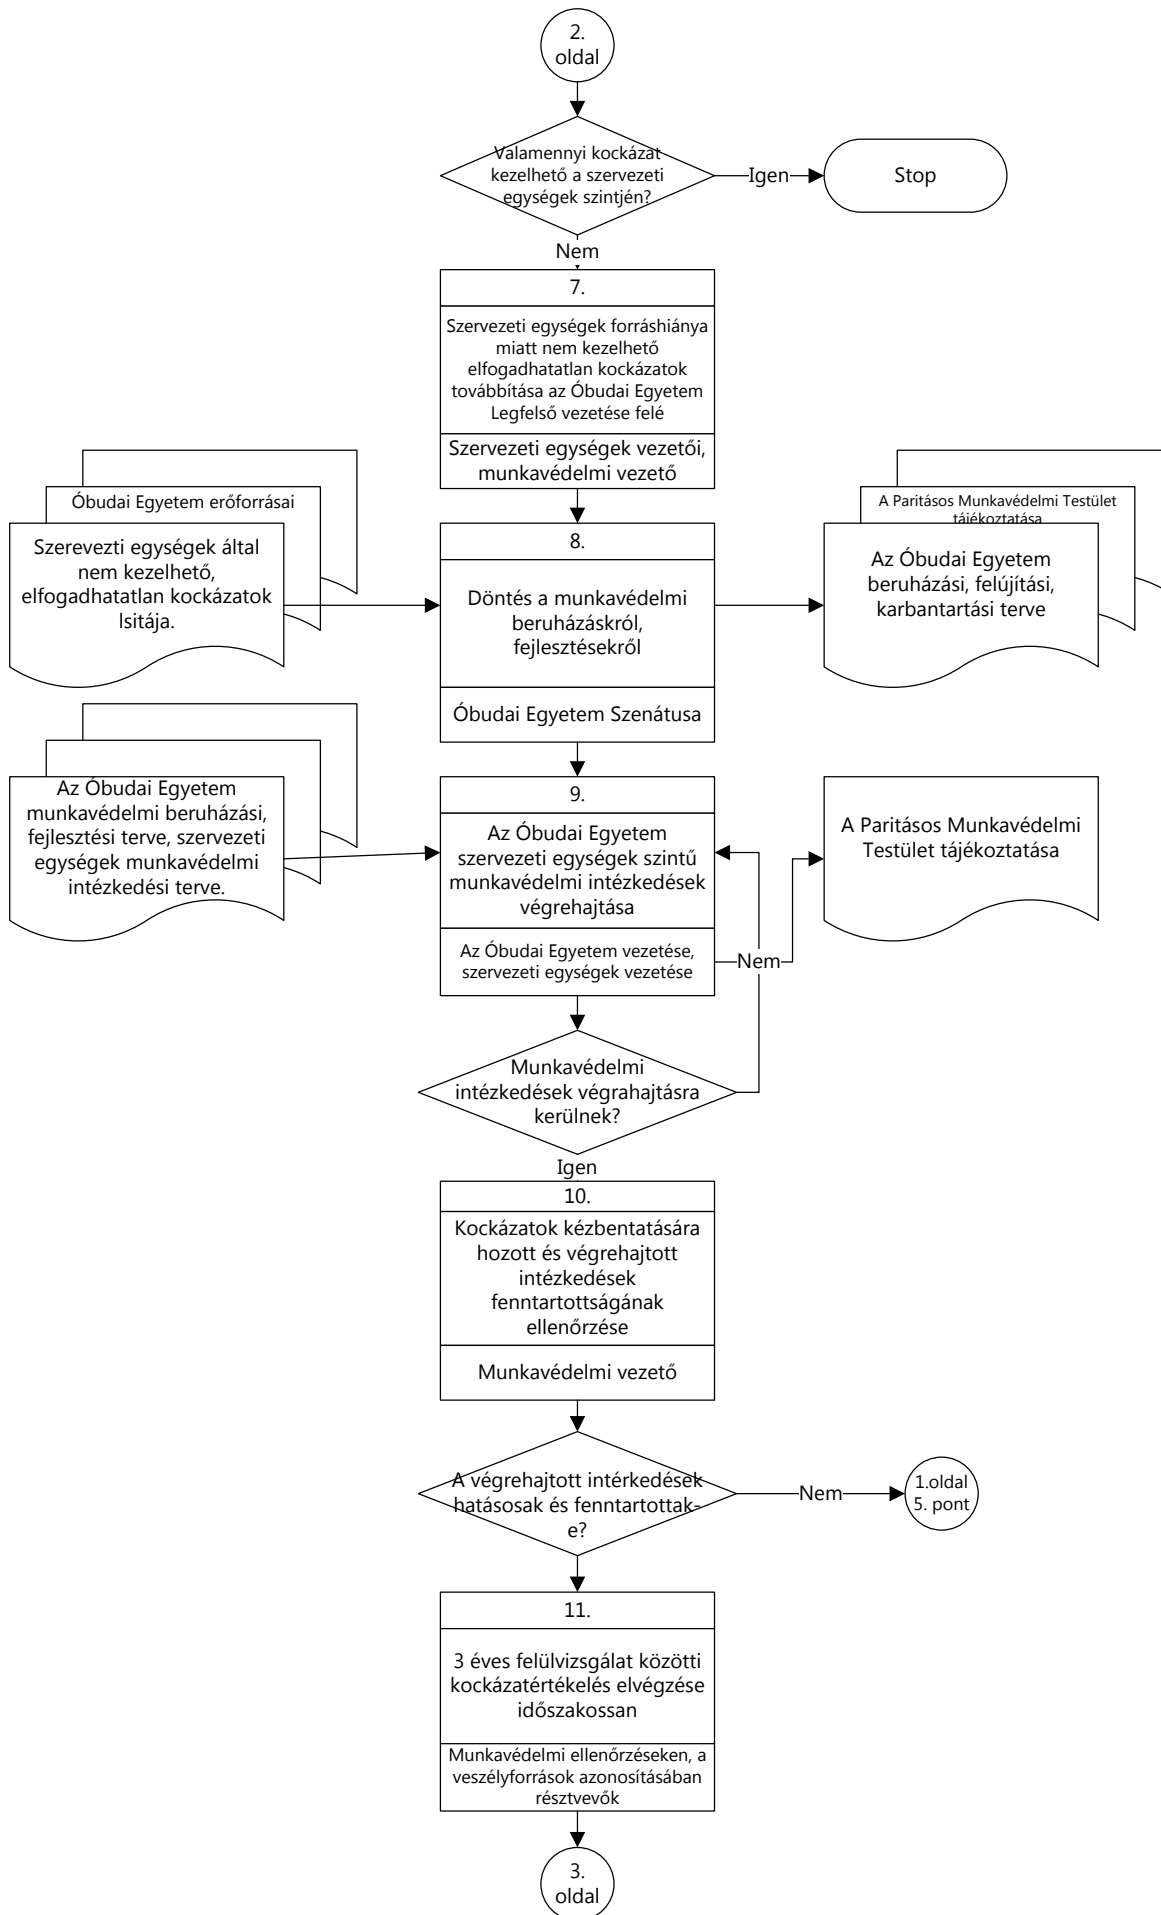 2.
oldal
Valamennyi kockázat
kezelhető a szervezeti
egységek szintjén?
Igen
Stop
Nem
7.
Szervezeti egységek forráshiánya
miatt nem kezelhető
elfogadhatatlan kockázatok
továbbítása az Óbudai Egyetem
Legfelső vezetése felé
Szervezeti egységek vezetői,
munkavédelmi vezető
Óbudai Egyetem erőforrásai
Szerevezti egységek által
nem kezelhető,
elfogadhatatlan kockázatok
lsitája.
8.
Döntés a munkavédelmi
beruházáskról,
fejlesztésekről
Óbudai Egyetem Szenátusa
A Paritásos Munkavédelmi Testület
tájékoztatása
Az Óbudai Egyetem
beruházási, felújítási,
karbantartási terve
Az Óbudai Egyetem
munkavédelmi beruházási,
fejlesztési terve, szervezeti
egységek munkavédelmi
intézkedési terve.
9.
Az Óbudai Egyetem
szervezeti egységek szintű
munkavédelmi intézkedések
végrehajtása
Az Óbudai Egyetem vezetése,
szervezeti egységek vezetése
Nem
A Paritásos Munkavédelmi
Testület tájékoztatása
Munkavédelmi
intézkedések végrahajtásra
kerülnek?
Igen
10.
Kockázatok kézbentatására
hozott és végrehajtott
intézkedések
fenntartottságának
ellenőrzése
Munkavédelmi vezető
A végrehajtott intérkedések
hatásosak és fenntartottak-
e?
Nem
1.oldal
5. pont
11.
3 éves felülvizsgálat közötti
kockázatértékelés elvégzése
időszakossan
Munkavédelmi ellenőrzéseken, a
veszélyforrások azonosításában
résztvevők
3.
oldal